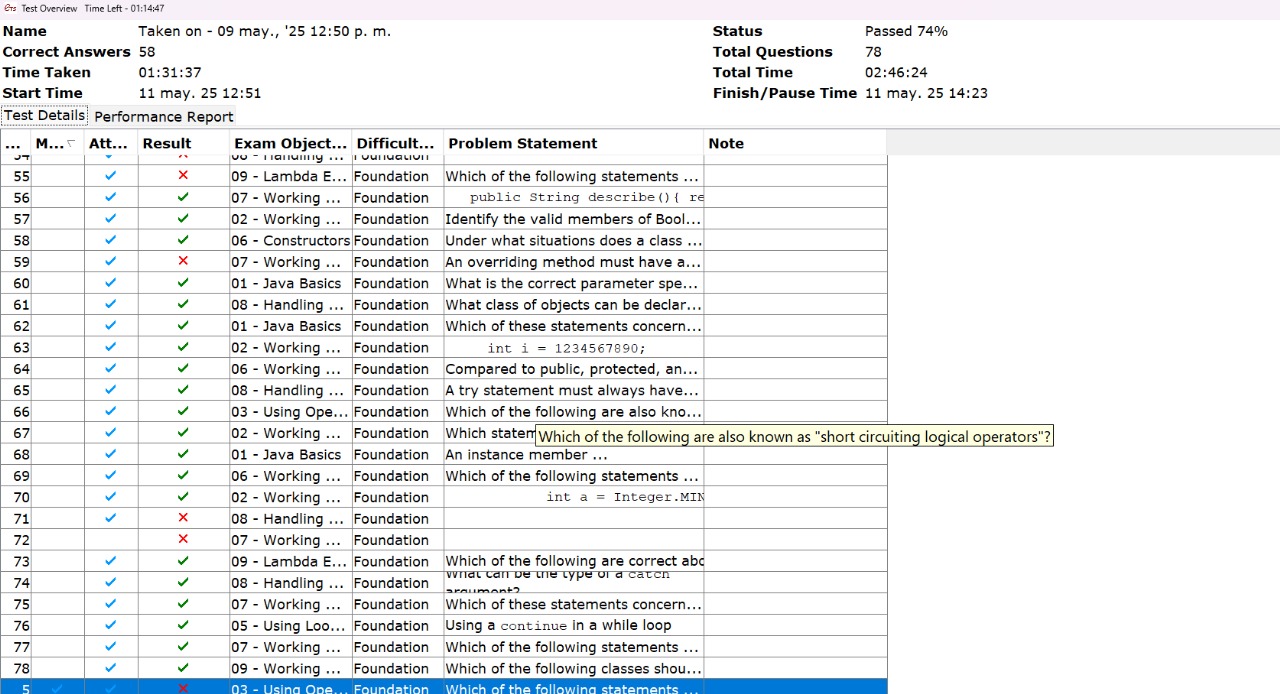 Test Overview Time Left - 01:14:47
Name Taken on - 09 may., '25 12:50 p. m. Status Passed 74%
Correct Answers 58 Total Questions 78
Time Taken 01:31:37 Total Time 02:46:24
Start Time 11 may. 25 12:51 Finish/Pause Time 11 may. 25 14:23
Test Details Performance Report
... M... Att... Result Exam Object... Difficult... Problem Statement Note
54 08 - Handling ... Foundation
55 09 - Lambda E... Foundation Which of the following statements ...
56 07 - Working ... Foundation public String describe(){ re
57 02 - Working ... Foundation Identify the valid members of Bool...
58 06 - Constructors Foundation Under what situations does a class ...
59 07 - Working ... Foundation An overriding method must have a...
60 01 - Java Basics Foundation What is the correct parameter spe...
61 08 - Handling ... Foundation What class of objects can be declar...
62 01 - Java Basics Foundation Which of these statements concern...
63 02 - Working ... Foundation int i = 1234567890;
64 06 - Working ... Foundation Compared to public, protected, an...
65 08 - Handling ... Foundation A try statement must always have...
66 03 - Using Ope... Foundation Which of the following are also kno...
67 02 - Working ... Foundation Which statem
Which of the following are also known as "short circuiting logical operators"?
68 01 - Java Basics Foundation An instance member ...
69 06 - Working ... Foundation Which of the following statements ...
70 02 - Working ... Foundation int a = Integer.MIN
71 08 - Handling ... Foundation
72 07 - Working ... Foundation
73 09 - Lambda E... Foundation Which of the following are correct abo
74 08 - Handling ... Foundation What can be the type of a catch
argument?
75 07 - Working ... Foundation Which of these statements concern...
76 05 - Using Loo... Foundation Using a continue in a while loop
77 07 - Working ... Foundation Which of the following statements ...
78 09 - Working ... Foundation Which of the following classes shou...
5 03 - Using Ope... Foundation Which of the following statements ...